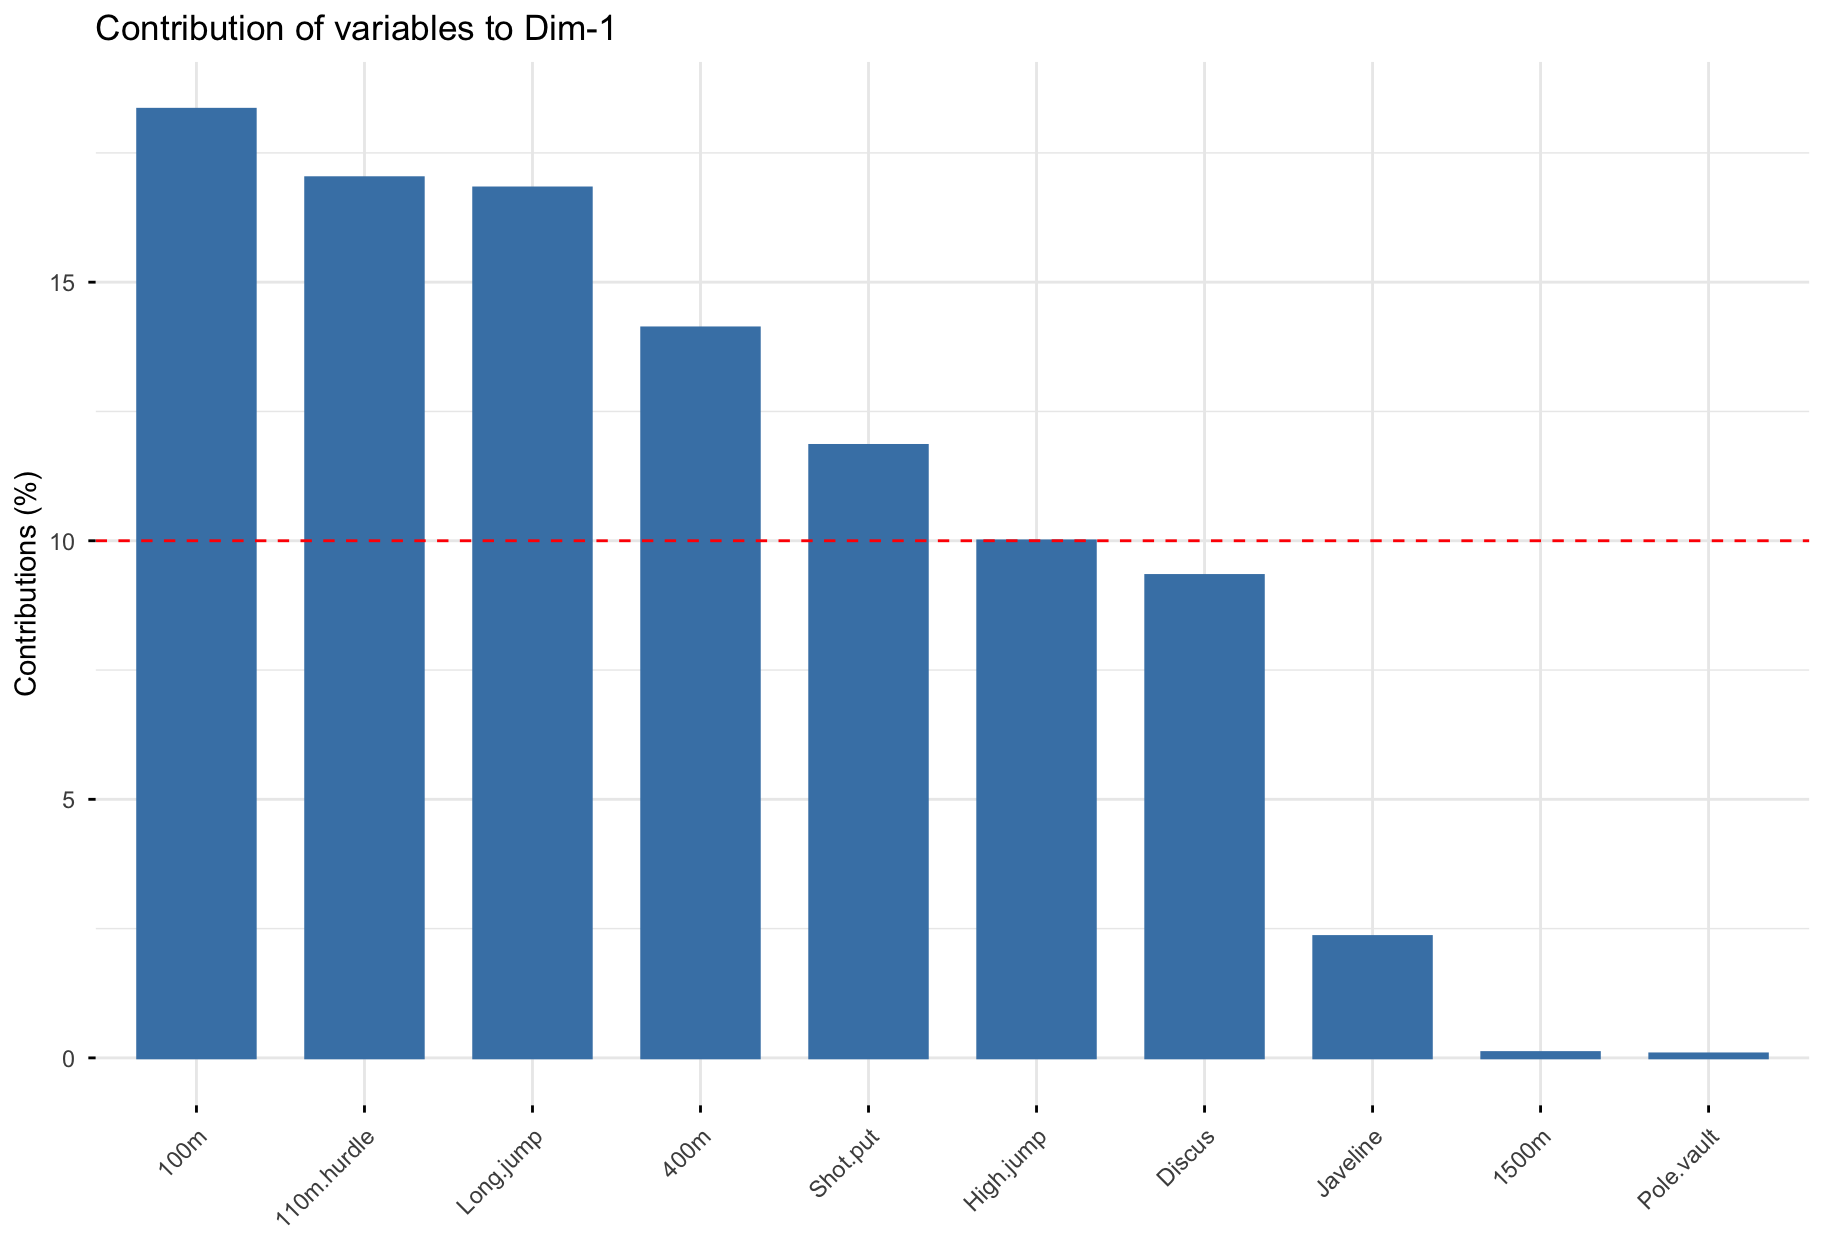 Contribution of variables to Dim-1
Contributions (%)
15
10
5
0
100m
110m.hurdle
Long.jump
400m
Shot.put
High.jump
Discus
Javeline
1500m
Pole.vault